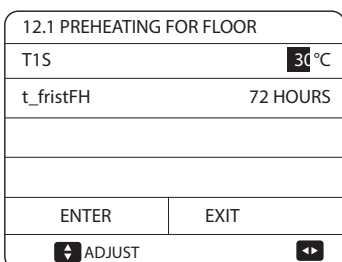 12.1 PREHEATING FOR FLOOR
T1S 30°C
t_fristFH 72 HOURS
ENTER EXIT
ADJUST